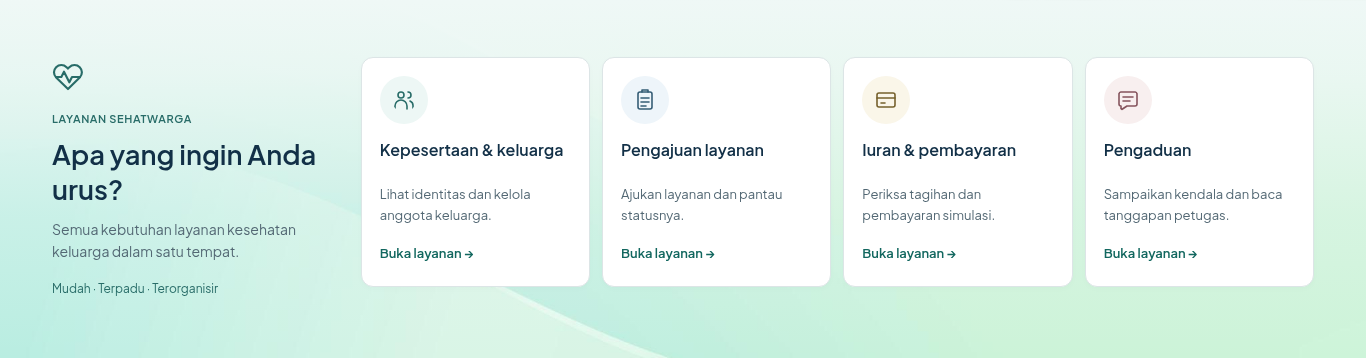 LAYANAN SEHATWARGA
Apa yang ingin Anda
urus?
Semua kebutuhan layanan kesehatan
keluarga dalam satu tempat.
Mudah · Terpadu · Terorganisir
Kepesertaan & keluarga
Lihat identitas dan kelola
anggota keluarga.
Buka layanan →
Pengajuan layanan
Ajukan layanan dan pantau
statusnya.
Buka layanan →
Iuran & pembayaran
Periksa tagihan dan
pembayaran simulasi.
Buka layanan →
Pengaduan
Sampaikan kendala dan baca
tanggapan petugas.
Buka layanan →